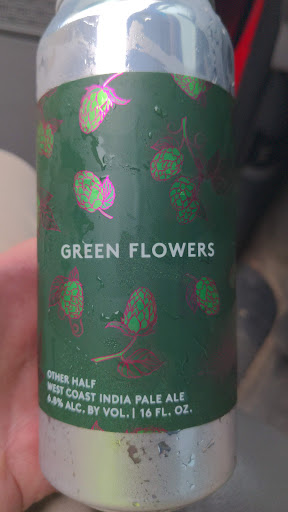 GREEN FLOWERS
OTHER HALF
WEST COAST INDIA PALE ALE
6.8% ALC. BY VOL. | 16 FL. OZ.